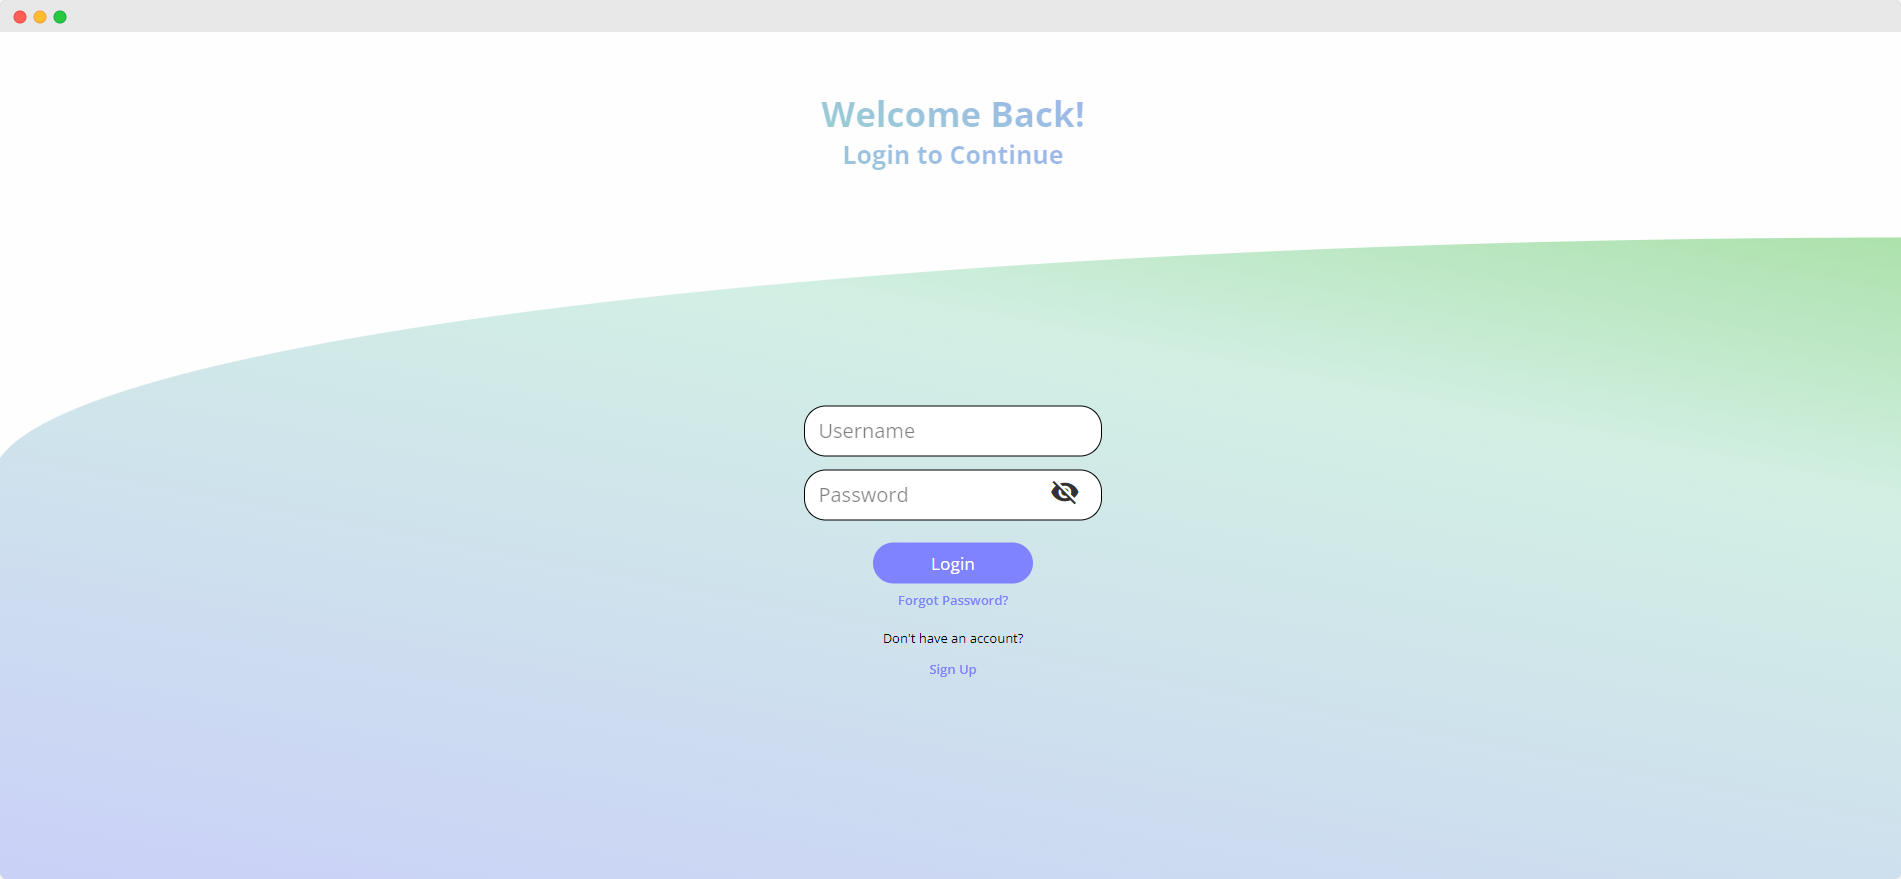 Welcome Back!
Login to Continue
Username
Password
Login
Forgot Password?
Don't have an account?
Sign Up